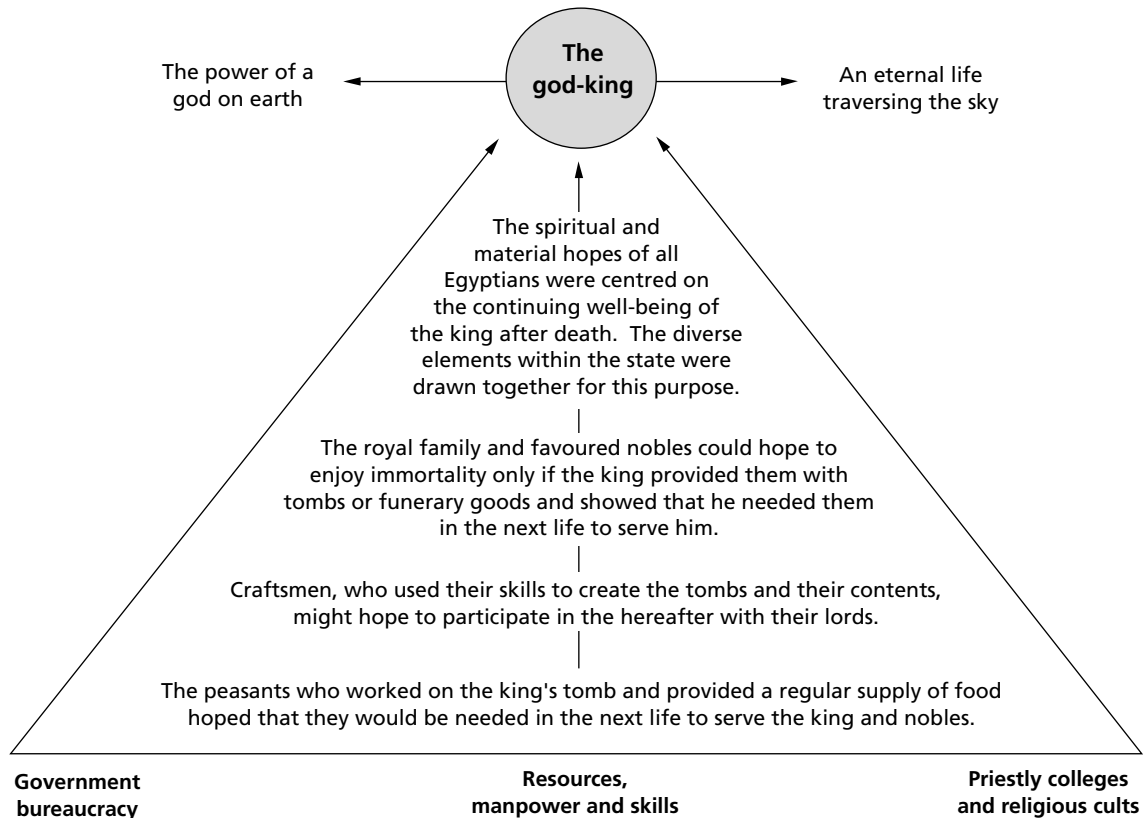 The
god-king
The power of a
god on earth
An eternal life
traversing the sky
The spiritual and
material hopes of all
Egyptians were centred on
the continuing well-being of
the king after death. The diverse
elements within the state were
drawn together for this purpose.
The royal family and favoured nobles could hope to
enjoy immortality only if the king provided them with
tombs or funerary goods and showed that he needed them
in the next life to serve him.
Craftsmen, who used their skills to create the tombs and their contents,
might hope to participate in the hereafter with their lords.
The peasants who worked on the king's tomb and provided a regular supply of food
hoped that they would be needed in the next life to serve the king and nobles.
Government
bureaucracy
Resources,
manpower and skills
Priestly colleges
and religious cults